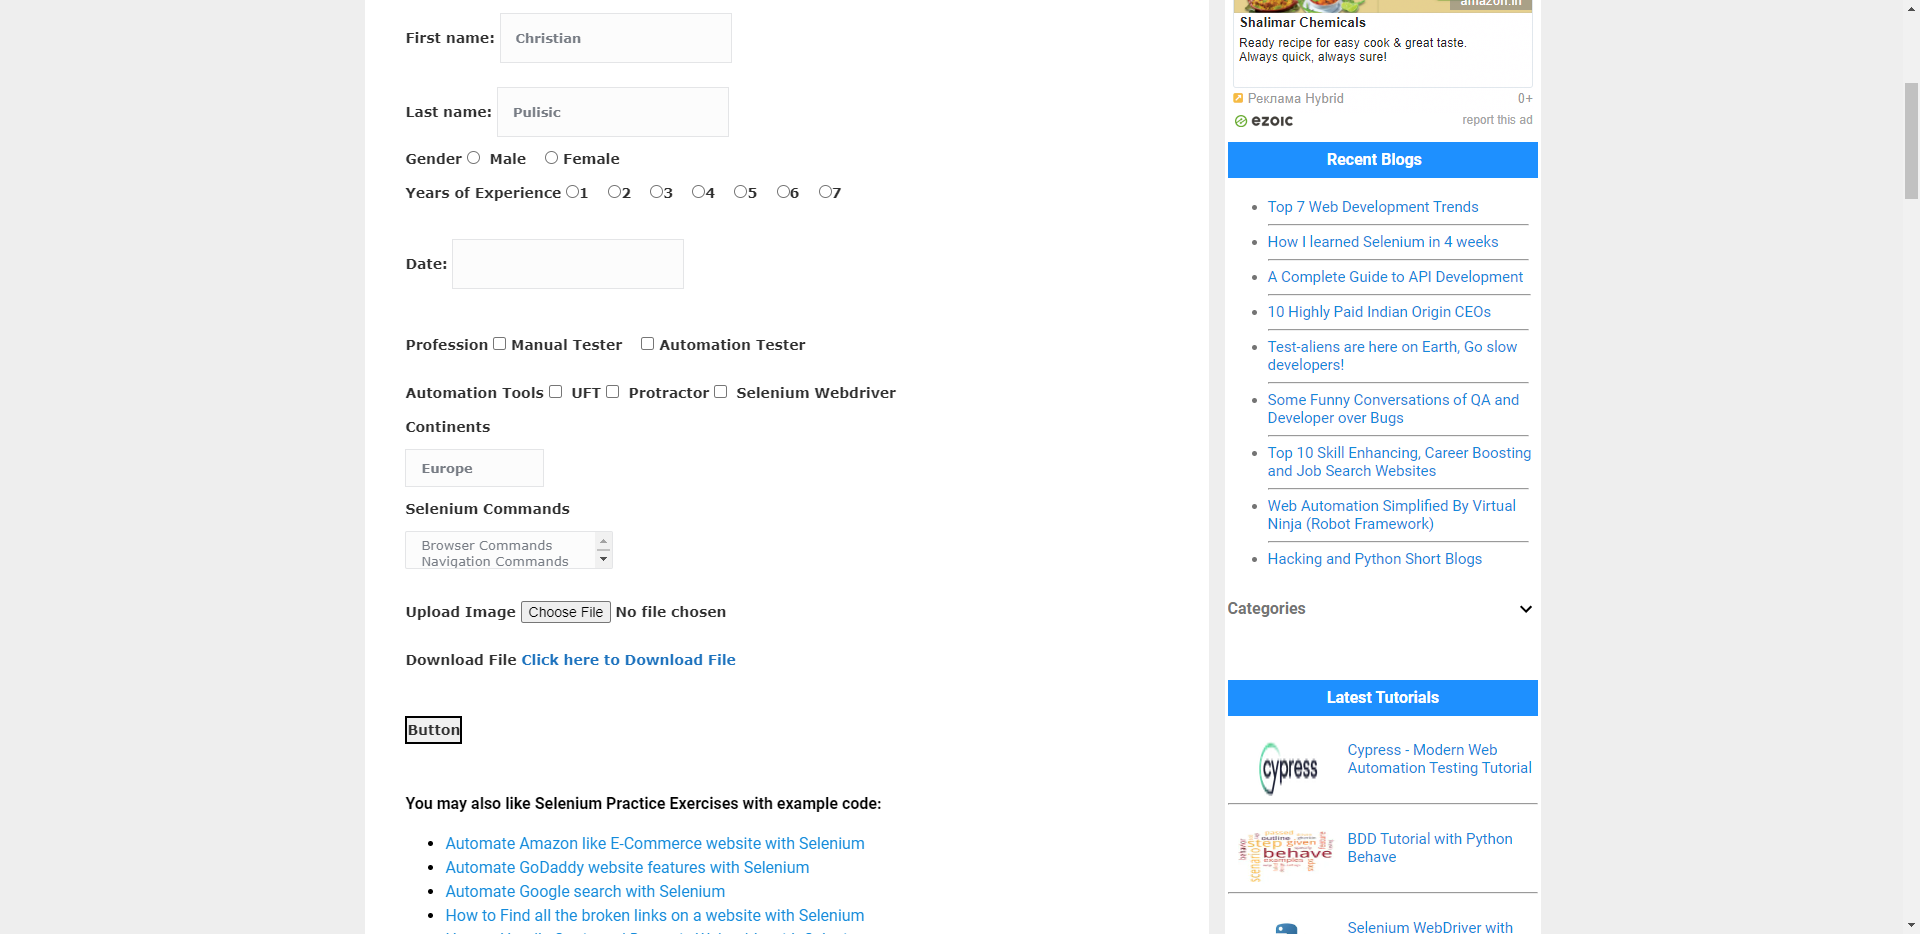 First name: Christian
Last name: Pulisic
Gender Male Female
Years of Experience 1 2 3 4 5 6 7
Date:
Profession Manual Tester Automation Tester
Automation Tools UFT Protractor Selenium Webdriver
Continents
Europe
Selenium Commands
Browser Commands
Navigation Commands
Upload Image Choose File No file chosen
Download File Click here to Download File
Button
You may also like Selenium Practice Exercises with example code:
Automate Amazon like E-Commerce website with Selenium
Automate GoDaddy website features with Selenium
Automate Google search with Selenium
How to Find all the broken links on a website with Selenium
amazon.in
Shalimar Chemicals
Ready recipe for easy cook & great taste.
Always quick, always sure!
Реклама Hybrid 0+
ezoic report this ad
Recent Blogs
Top 7 Web Development Trends
How I learned Selenium in 4 weeks
A Complete Guide to API Development
10 Highly Paid Indian Origin CEOs
Test-aliens are here on Earth, Go slow
developers!
Some Funny Conversations of QA and
Developer over Bugs
Top 10 Skill Enhancing, Career Boosting
and Job Search Websites
Web Automation Simplified By Virtual
Ninja (Robot Framework)
Hacking and Python Short Blogs
Categories
Latest Tutorials
cypress
Cypress - Modern Web
Automation Testing Tutorial
outline
step given
behave
examples
scenario
BDD Tutorial with Python
Behave
Selenium WebDriver with